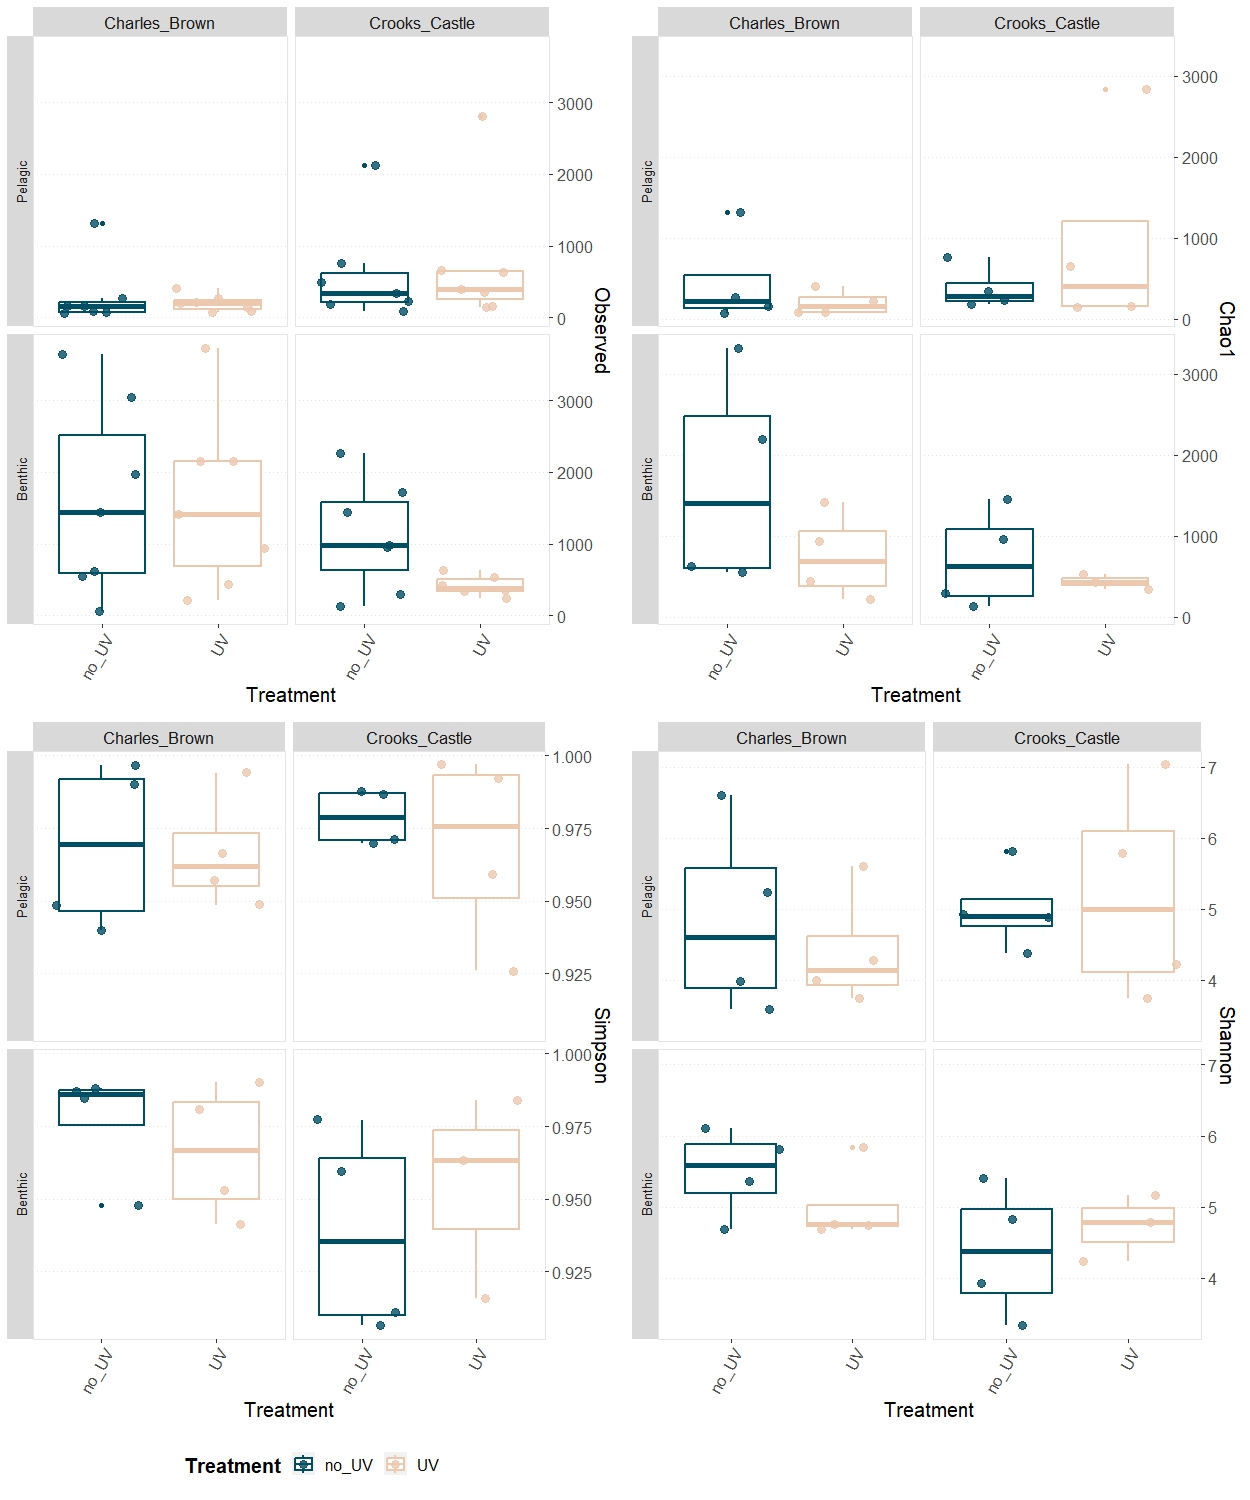 Charles_Brown Crooks_Castle
Pelagic
3000
2000
1000
0
Benthic
3000
2000
1000
0
Observed
no_UV UV no_UV UV
Treatment
Charles_Brown Crooks_Castle
Pelagic
3000
2000
1000
0
Benthic
3000
2000
1000
0
Chao1
no_UV UV no_UV UV
Treatment
Charles_Brown Crooks_Castle
Pelagic
1.000
0.975
0.950
0.925
Benthic
1.000
0.975
0.950
0.925
Simpson
no_UV UV no_UV UV
Treatment
Charles_Brown Crooks_Castle
Pelagic
7
6
5
4
Benthic
7
6
5
4
Shannon
no_UV UV no_UV UV
Treatment
Treatment no_UV UV